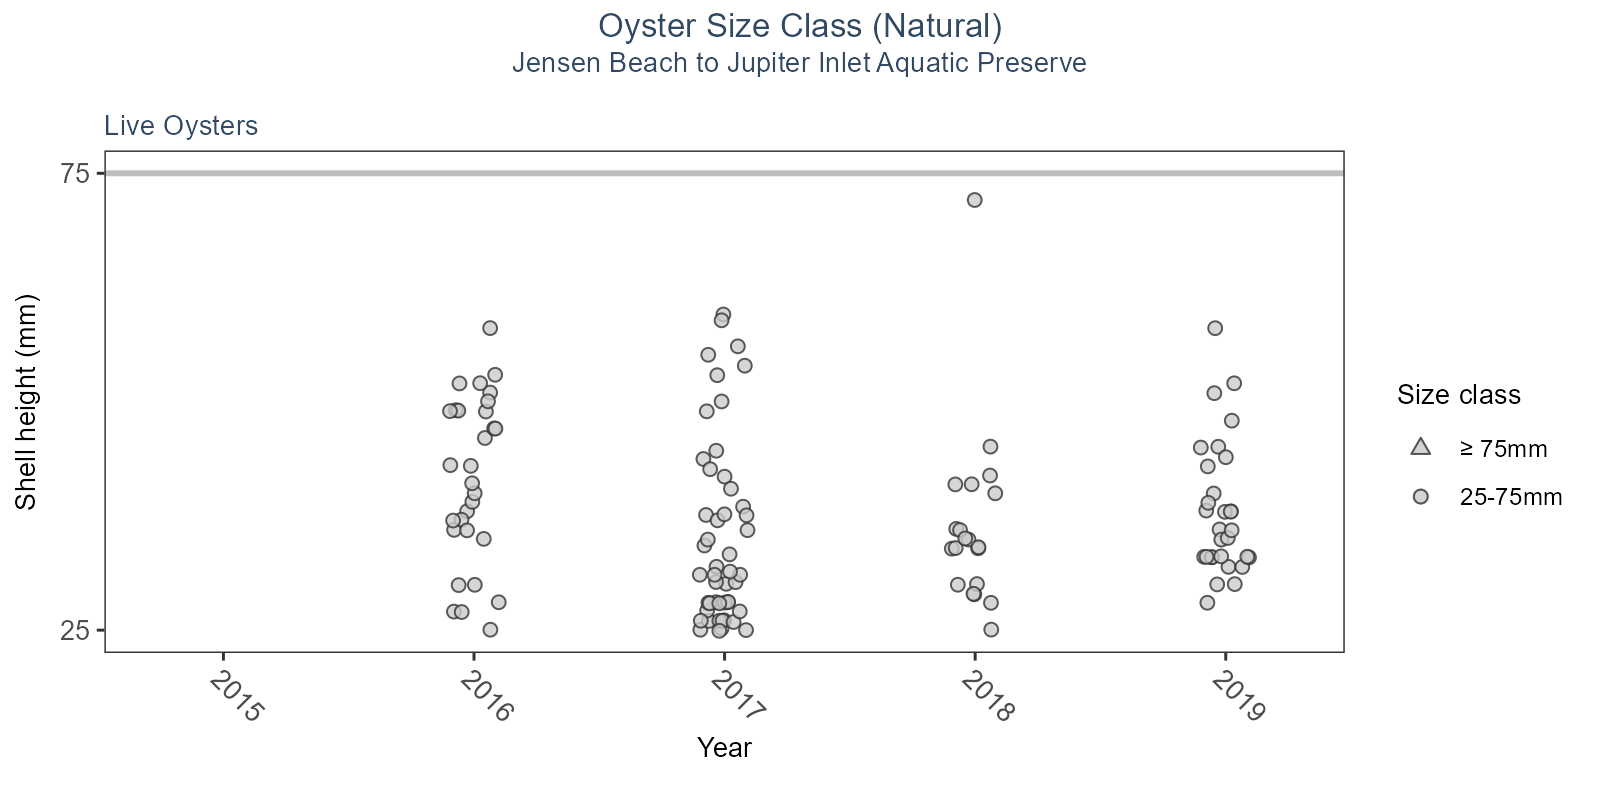 Oyster Size Class (Natural)
Jensen Beach to Jupiter Inlet Aquatic Preserve
Live Oysters
75
25
Shell height (mm)
2015
2016
2017
2018
2019
Year
Size class
≥ 75mm
25-75mm